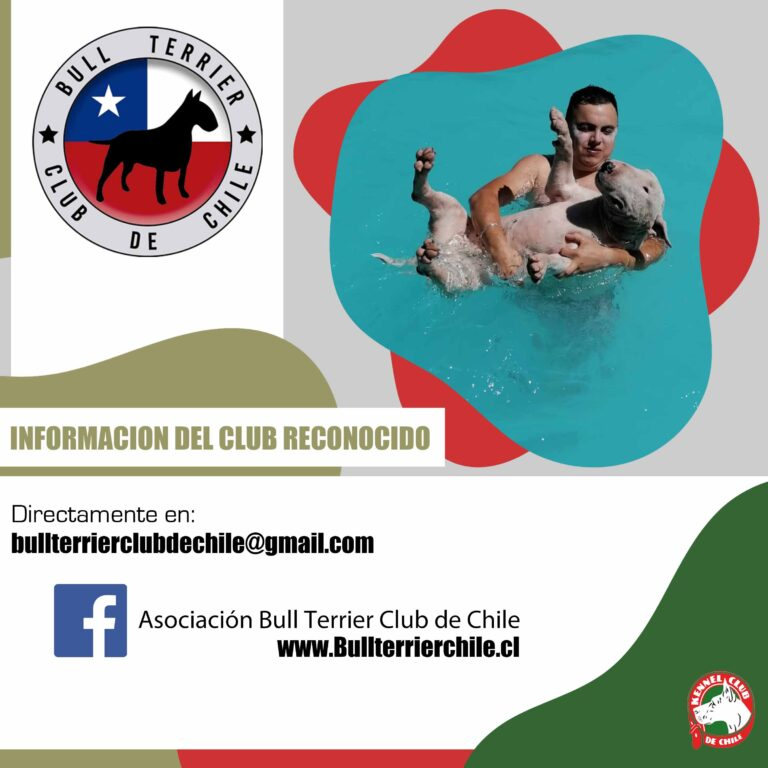 BULL TERRIER
CLUB DE CHILE
INFORMACION DEL CLUB RECONOCIDO
Directamente en:
bullterrierclubdechile@gmail.com
f
Asociación Bull Terrier Club de Chile
www.Bullterrierchile.cl
KENNEL CLUB
DE CHILE